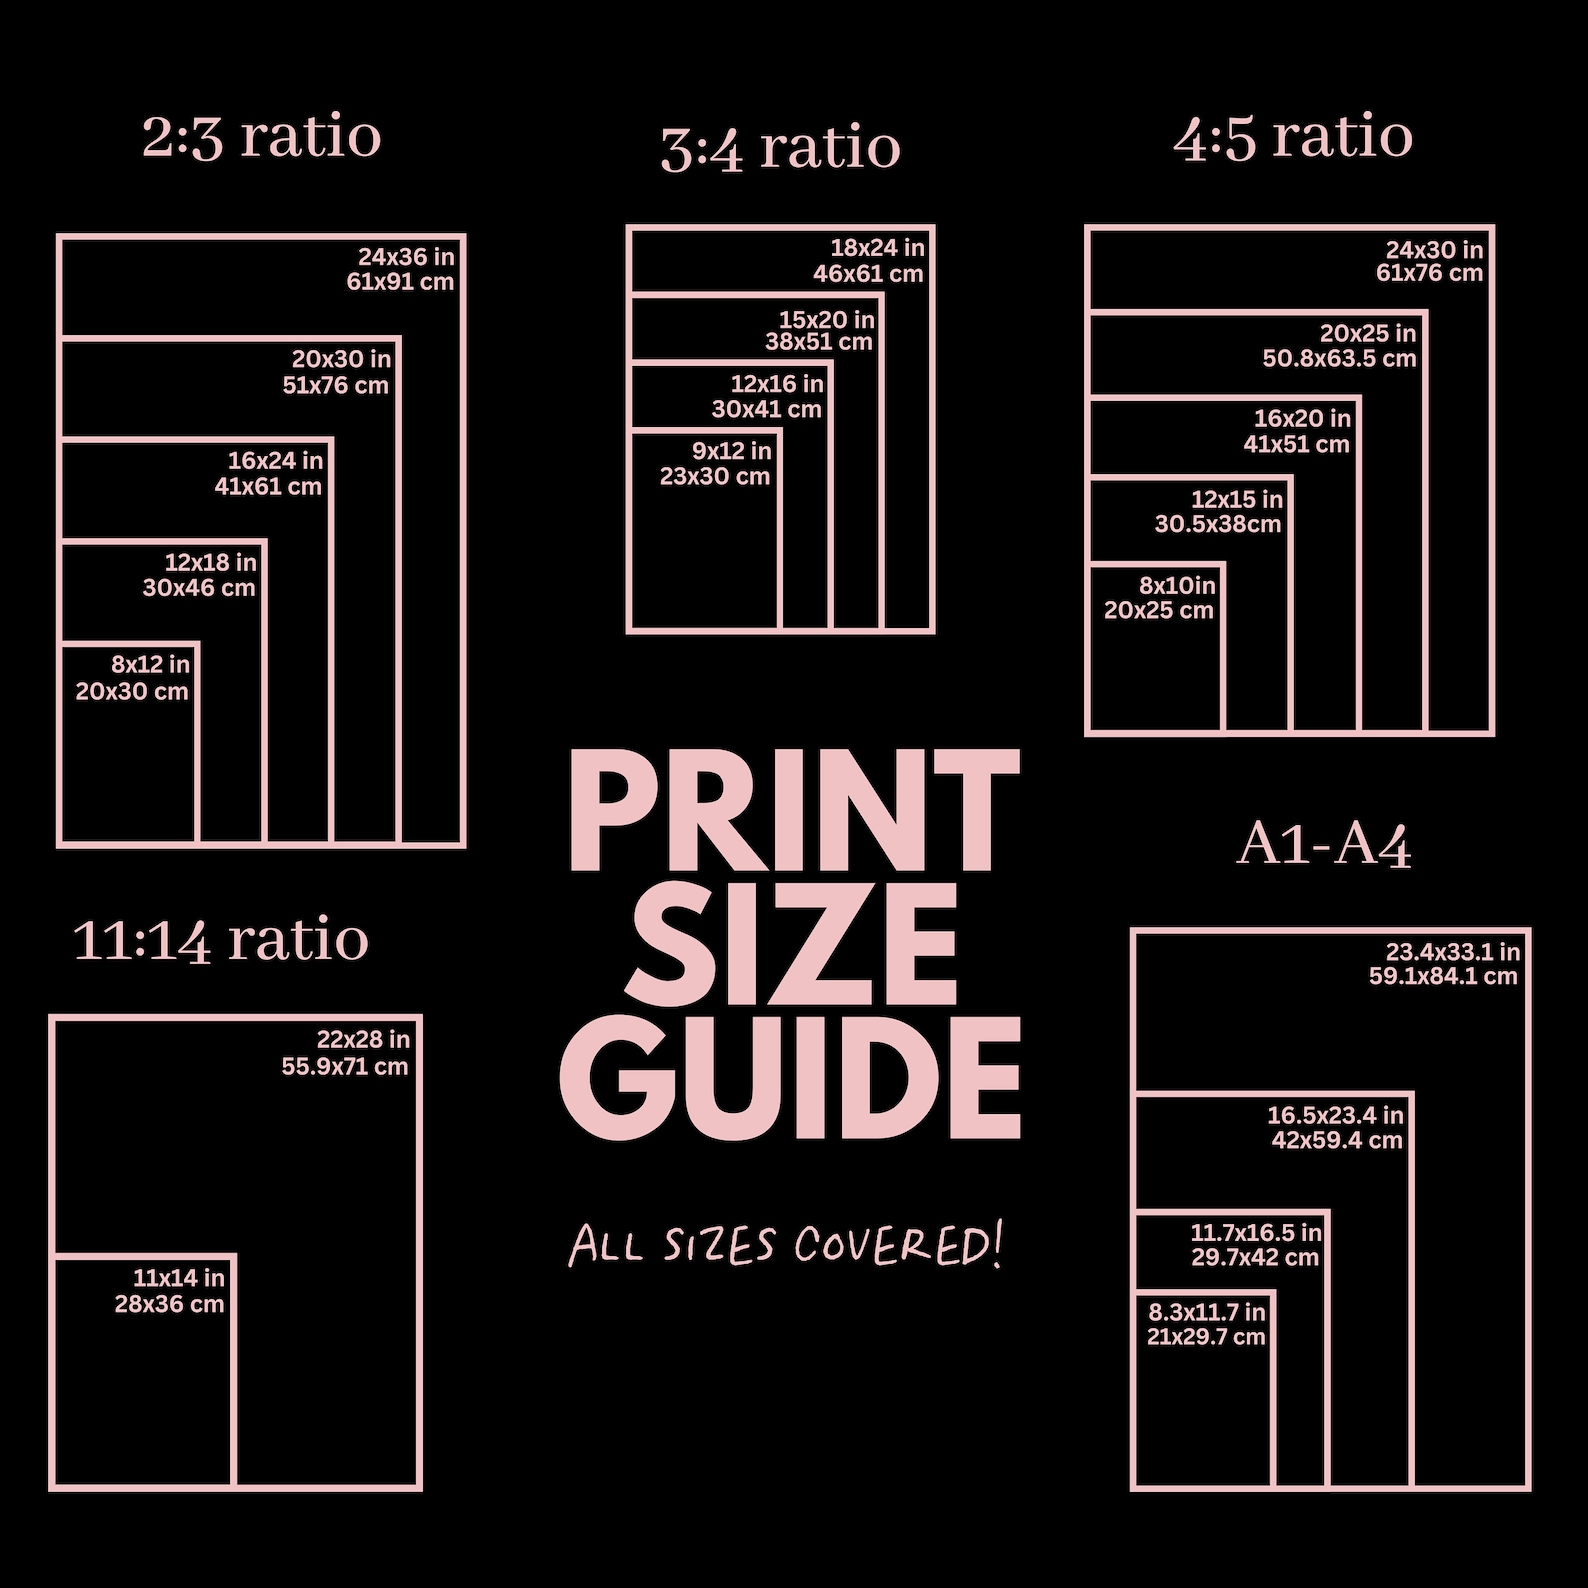 2:3 ratio
24x36 in
61x91 cm
20x30 in
51x76 cm
16x24 in
41x61 cm
12x18 in
30x46 cm
8x12 in
20x30 cm
3:4 ratio
18x24 in
46x61 cm
15x20 in
38x51 cm
12x16 in
30x41 cm
9x12 in
23x30 cm
4:5 ratio
24x30 in
61x76 cm
20x25 in
50.8x63.5 cm
16x20 in
41x51 cm
12x15 in
30.5x38cm
8x10in
20x25 cm
PRINT
SIZE
GUIDE
ALL SIZES COVERED!
11:14 ratio
22x28 in
55.9x71 cm
11x14 in
28x36 cm
A1-A4
23.4x33.1 in
59.1x84.1 cm
16.5x23.4 in
42x59.4 cm
11.7x16.5 in
29.7x42 cm
8.3x11.7 in
21x29.7 cm